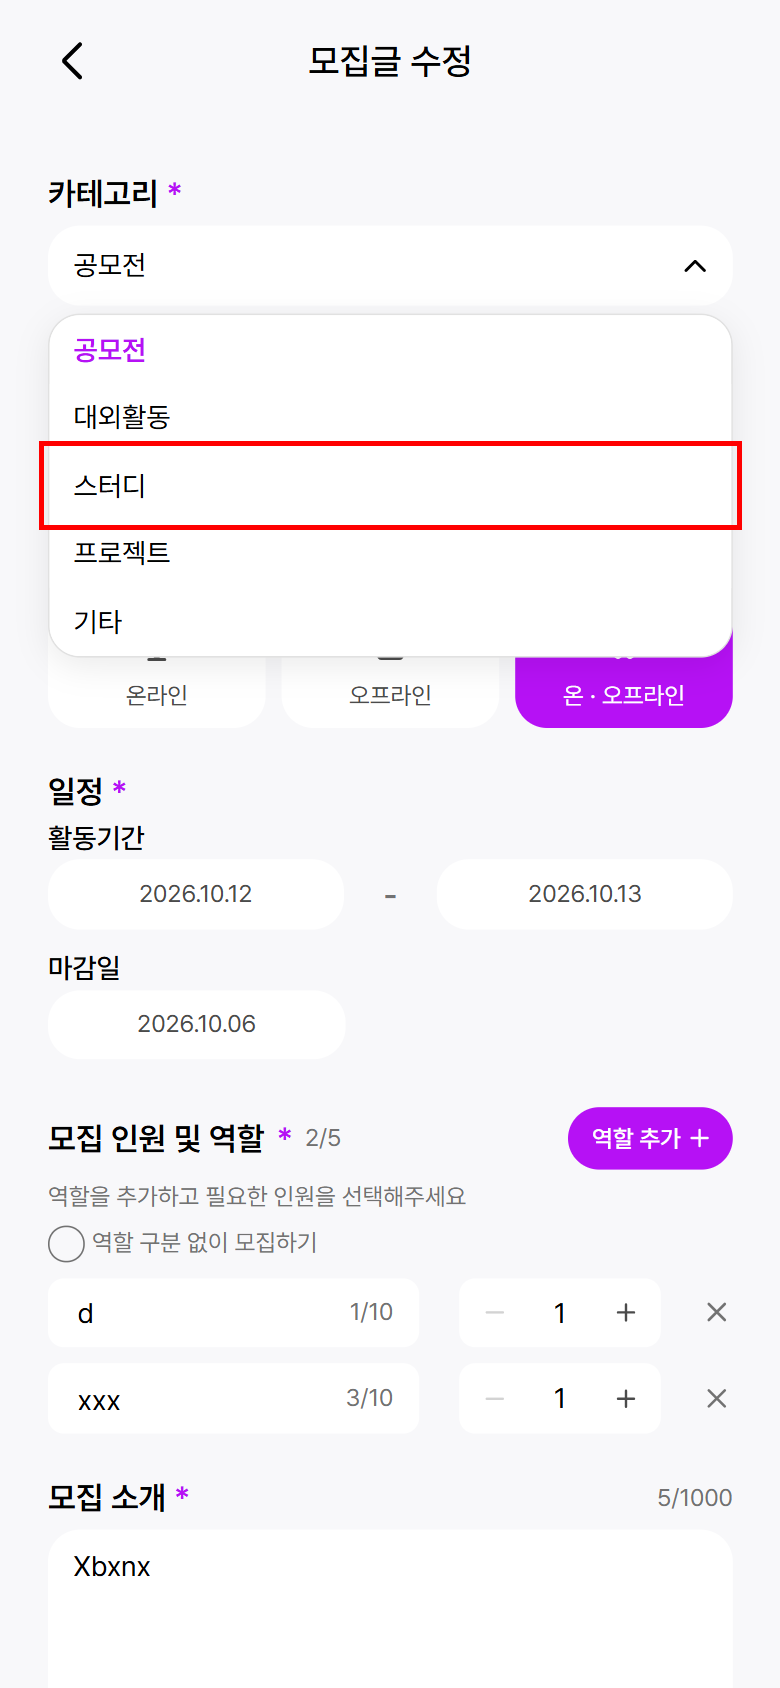 모집글 수정
카테고리 *
공모전
공모전
대외활동
스터디
프로젝트
기타
온라인
오프라인
온 · 오프라인
일정 *
활동기간
2026.10.12 - 2026.10.13
마감일
2026.10.06
모집 인원 및 역할 * 2/5 역할 추가 +
역할을 추가하고 필요한 인원을 선택해주세요
역할 구분 없이 모집하기
d 1/10 1
xxx 3/10 1
모집 소개 * 5/1000
Xbxnx